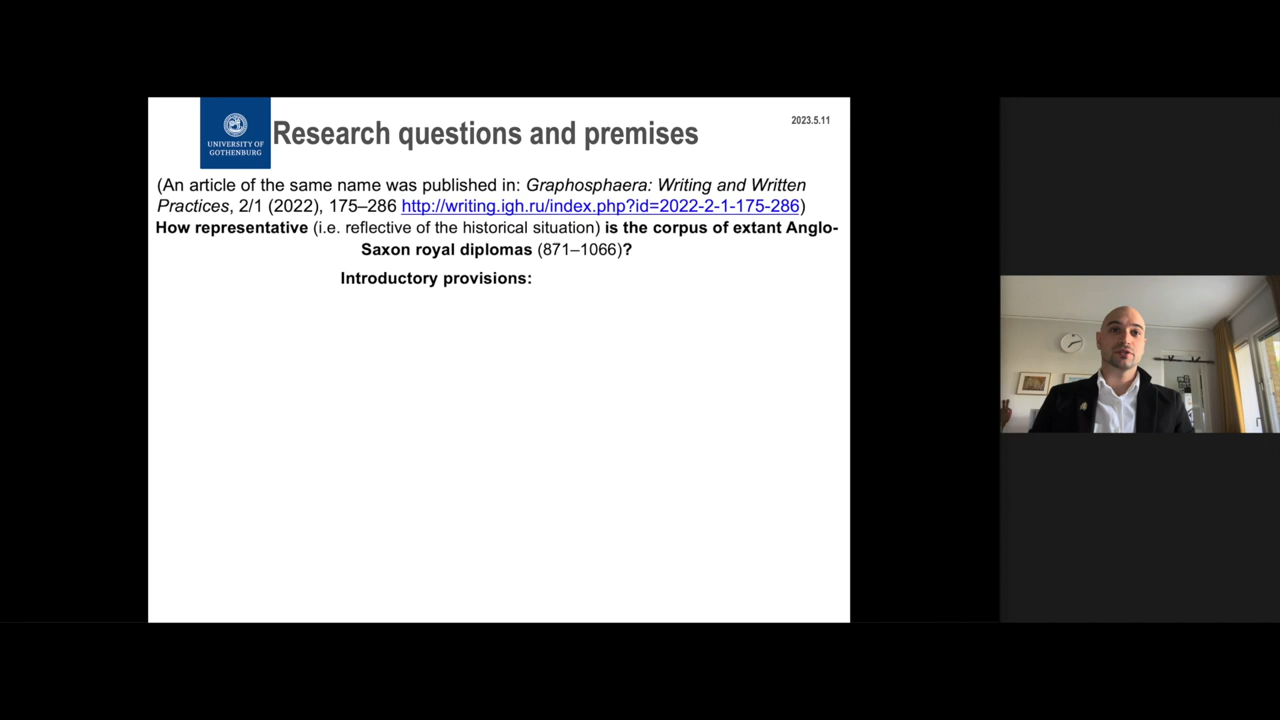 UNIVERSITY OF
GOTHENBURG
Research questions and premises
2023.5.11
(An article of the same name was published in: Graphosphaera: Writing and Written
Practices, 2/1 (2022), 175–286 http://writing.igh.ru/index.php?id=2022-2-1-175-286)
How representative (i.e. reflective of the historical situation) is the corpus of extant Anglo-
Saxon royal diplomas (871–1066)?
Introductory provisions: